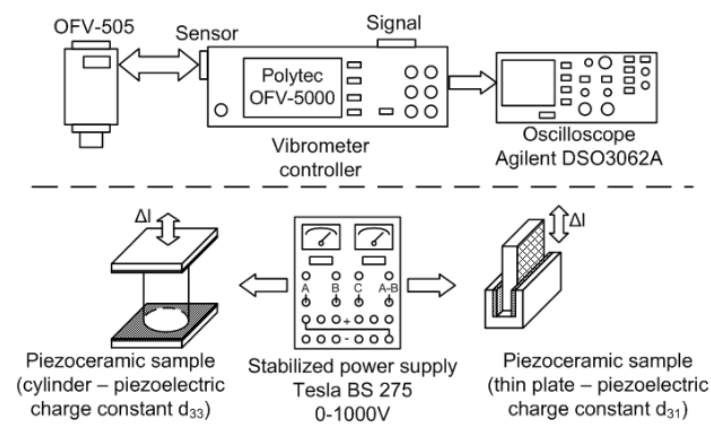 OFV-505
Sensor
Signal
Polytec
OFV-5000
Vibrometer
controller
Oscilloscope
Agilent DSO3062A
Δl
Δl
A B C A-B
+
-
Piezoceramic sample
(cylinder – piezoelectric
charge constant d₃₃)
Stabilized power supply
Tesla BS 275
0-1000V
Piezoceramic sample
(thin plate – piezoelectric
charge constant d₃₁)